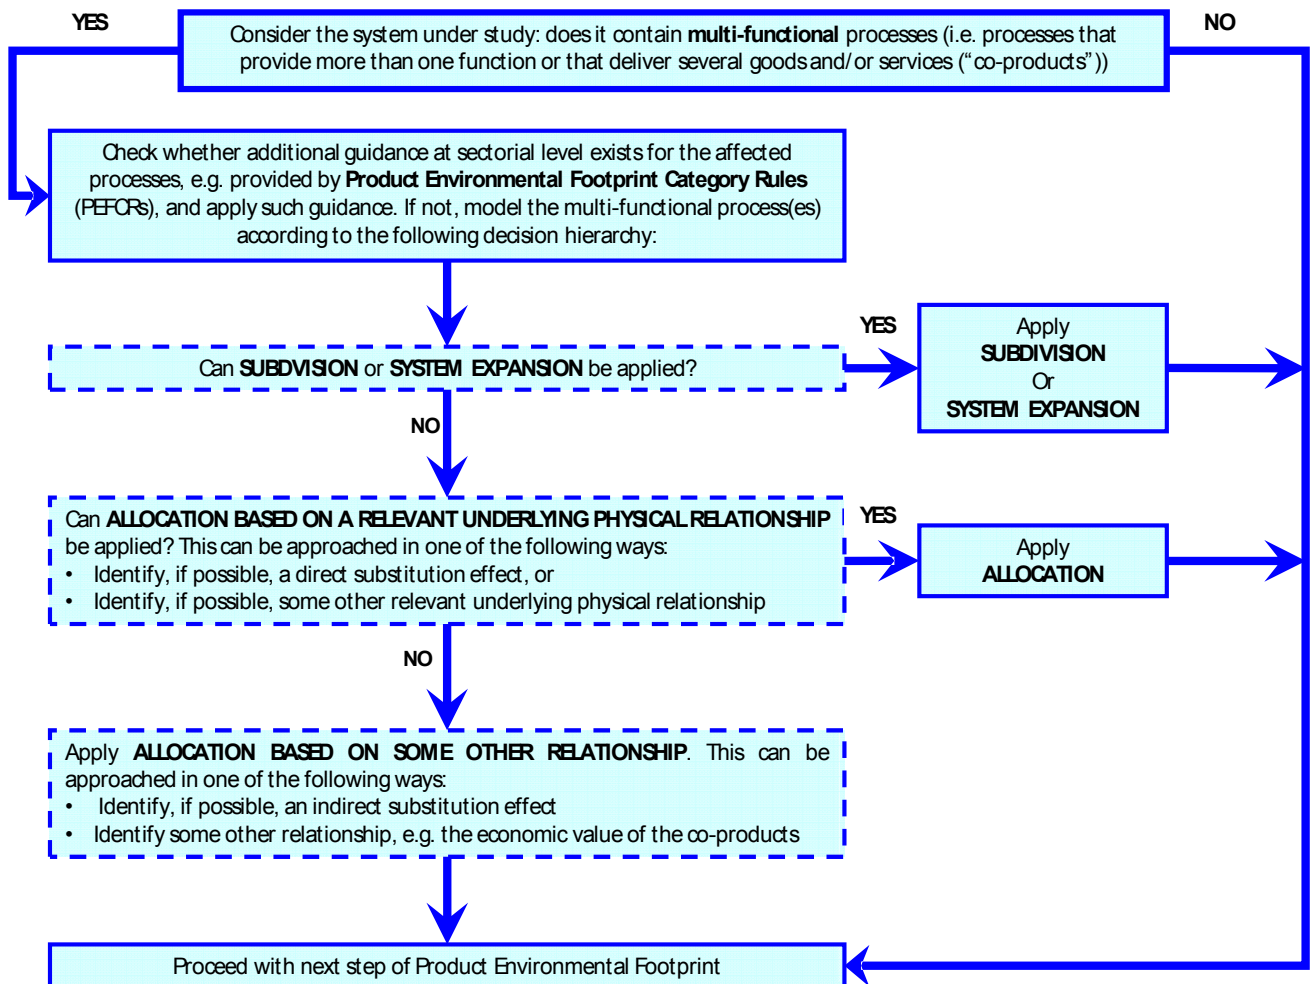 YES
NO
Consider the system under study: does it contain multi-functional processes (i.e. processes that
provide more than one function or that deliver several goods and/or services (“co-products”))
Check whether additional guidance at sectorial level exists for the affected
processes, e.g. provided by Product Environmental Footprint Category Rules
(PEFCRs), and apply such guidance. If not, model the multi-functional process(es)
according to the following decision hierarchy:
Can SUBDVISION or SYSTEM EXPANSION be applied?
YES
Apply
SUBDIVISION
Or
SYSTEM EXPANSION
NO
Can ALLOCATION BASED ON A RELEVANT UNDERLYING PHYSICAL RELATIONSHIP
be applied? This can be approached in one of the following ways:
• Identify, if possible, a direct substitution effect, or
• Identify, if possible, some other relevant underlying physical relationship
YES
Apply
ALLOCATION
NO
Apply ALLOCATION BASED ON SOME OTHER RELATIONSHIP. This can be
approached in one of the following ways:
• Identify, if possible, an indirect substitution effect
• Identify some other relationship, e.g. the economic value of the co-products
Proceed with next step of Product Environmental Footprint